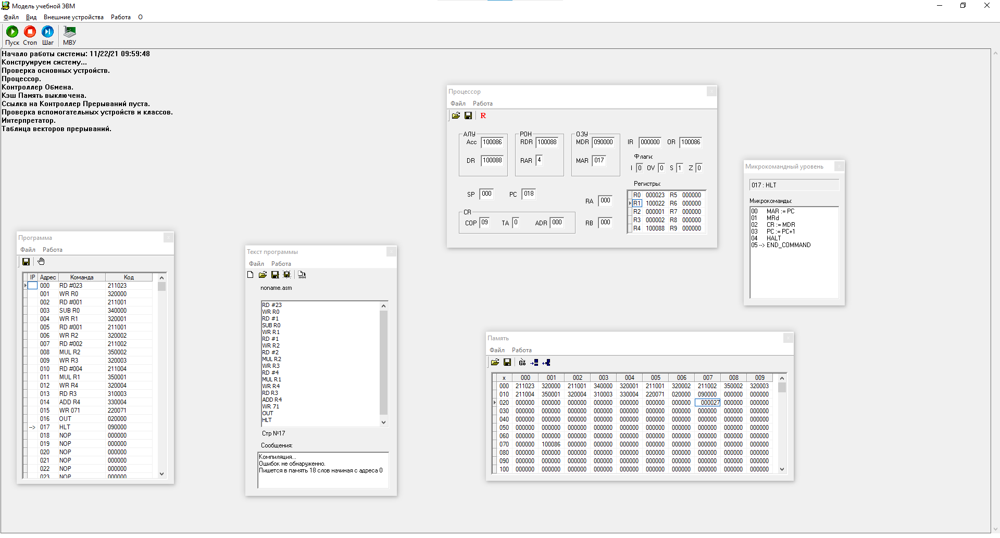 Модель учебной ЭВМ
Файл Вид Внешние устройства Работа О
Пуск Стоп Шаг МВУ
Начало работы системы: 11/22/21 09:59:48
Конструируем систему...
Проверка основных устройств.
Процессор.
Контроллер Обмена.
Кэш Память выключена.
Ссылка на Контроллер Прерываний пуста.
Проверка вспомогательных устройств и классов.
Интерпретатор.
Таблица векторов прерываний.
Процессор
Файл Работа
R
АЛУ РОН ОЗУ
Acc 100086 RDR 100088 MDR 090000 IR 000000 OR 100086
DR 100088 RAR 4 MAR 017
Флаги:
I 0 OV 0 S 1 Z 0
SP 000 PC 018
RA 000
CR
COP 09 TA 0 ADR 000 RB 000
Регистры:
R0 000023 R5 000000
R1 100022 R6 000000
R2 000001 R7 000000
R3 000002 R8 000000
R4 100088 R9 000000
Микрокомандный уровень
017 : HLT
Микрокоманды:
00 MAR := PC
01 MRd
02 CR := MDR
03 PC := PC+1
04 HALT
05 --> END_COMMAND
Программа
Файл Работа
IP Адрес Команда Код
000 RD #023 211023
001 WR R0 320000
002 RD #001 211001
003 SUB R0 340000
004 WR R1 320001
005 RD #001 211001
006 WR R2 320002
007 RD #002 211002
008 MUL R2 350002
009 WR R3 320003
010 RD #004 211004
011 MUL R1 350001
012 WR R4 320004
013 RD R3 310003
014 ADD R4 330004
015 WR 071 220071
016 OUT 020000
--> 017 HLT 090000
018 NOP 000000
019 NOP 000000
020 NOP 000000
021 NOP 000000
022 NOP 000000
023 NOP 000000
Текст программы
Файл Работа
noname.asm
RD #23
WR R0
RD #1
SUB R0
WR R1
RD #1
WR R2
RD #2
MUL R2
WR R3
RD #4
MUL R1
WR R4
RD R3
ADD R4
WR 71
OUT
HLT
Стр №17
Сообщения:
Компиляция...
Ошибок не обнаруженно.
Пишется в память 18 слов начиная с адреса 0
Память
Файл Работа
Go
x 000 001 002 003 004 005 006 007 008 009
000 211023 320000 211001 340000 320001 211001 320002 211002 350002 320003
010 211004 350001 320004 310003 330004 220071 020000 090000 000000 000000
020 000000 000000 000000 000000 000000 000000 000000 000027 000000 000000
030 000000 000000 000000 000000 000000 000000 000000 000000 000000 000000
040 000000 000000 000000 000000 000000 000000 000000 000000 000000 000000
050 000000 000000 000000 000000 000000 000000 000000 000000 000000 000000
060 000000 000000 000000 000000 000000 000000 000000 000000 000000 000000
070 000000 100086 000000 000000 000000 000000 000000 000000 000000 000000
080 000000 000000 000000 000000 000000 000000 000000 000000 000000 000000
090 000000 000000 000000 000000 000000 000000 000000 000000 000000 000000
100 000000 000000 000000 000000 000000 000000 000000 000000 000000 000000